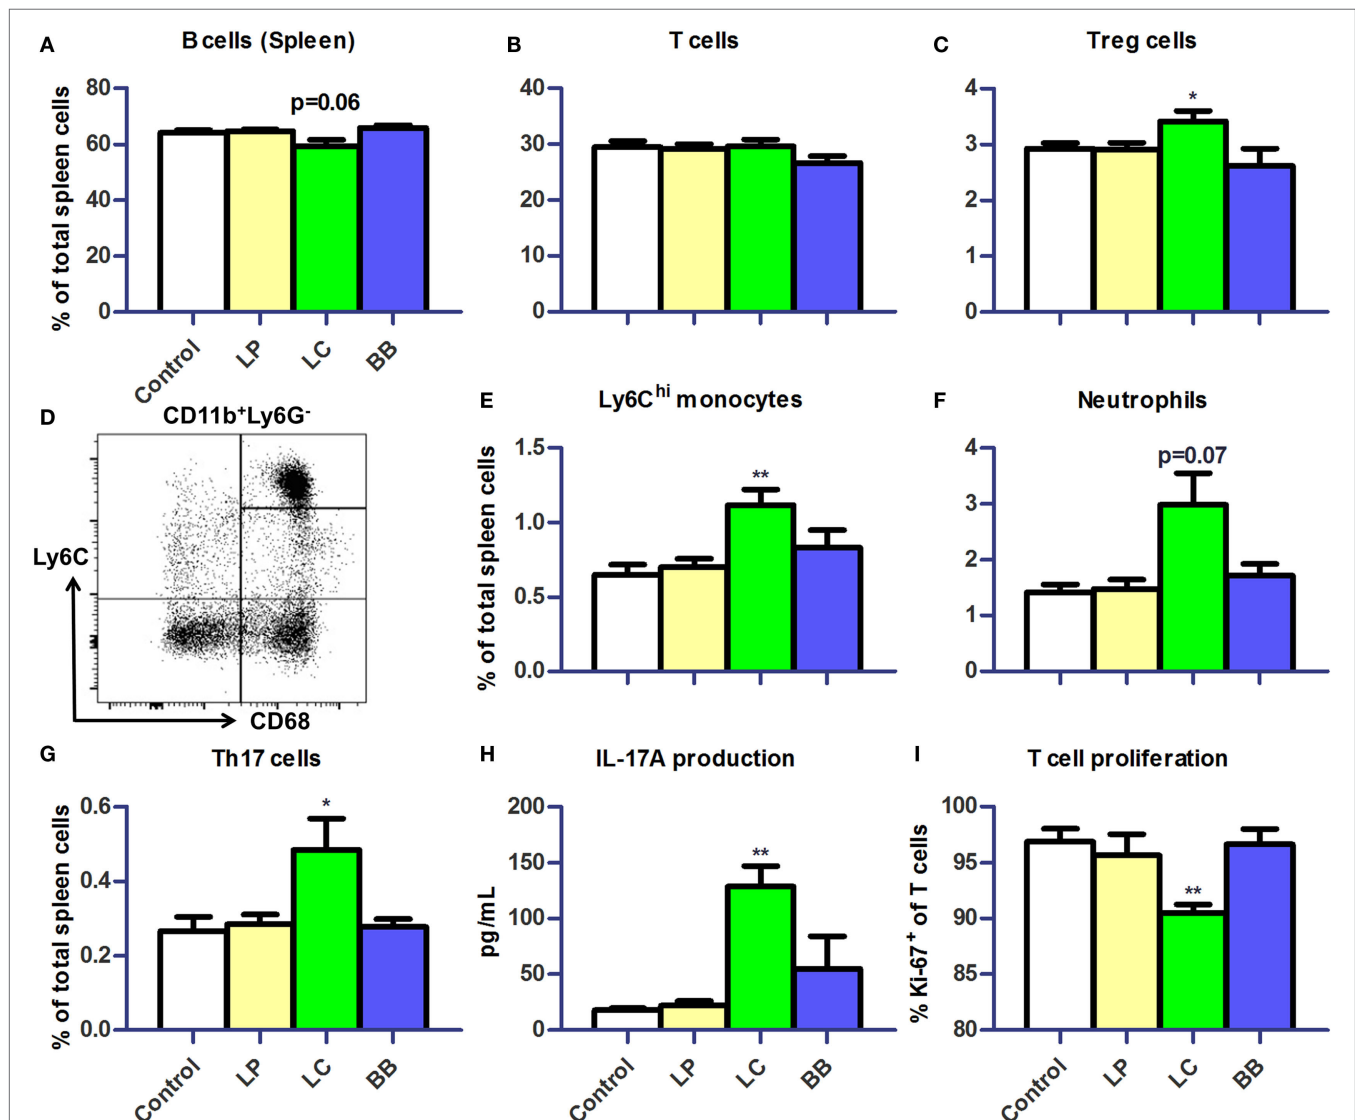 A
B cells (Spleen)
% of total spleen cells
80
60
40
20
0
p=0.06
Control
LP
LC
BB
B
T cells
40
30
20
10
0
C
Treg cells
4
3
2
1
0
*
D
CD11b+Ly6G-
Ly6C
CD68
E
Ly6Chi monocytes
% of total spleen cells
1.5
1.0
0.5
0.0
**
F
Neutrophils
4
3
2
1
0
p=0.07
G
Th17 cells
% of total spleen cells
0.6
0.4
0.2
0.0
*
Control
LP
LC
BB
H
IL-17A production
pg/mL
200
150
100
50
0
**
Control
LP
LC
BB
I
T cell proliferation
% Ki-67+ of T cells
100
95
90
85
80
**
Control
LP
LC
BB